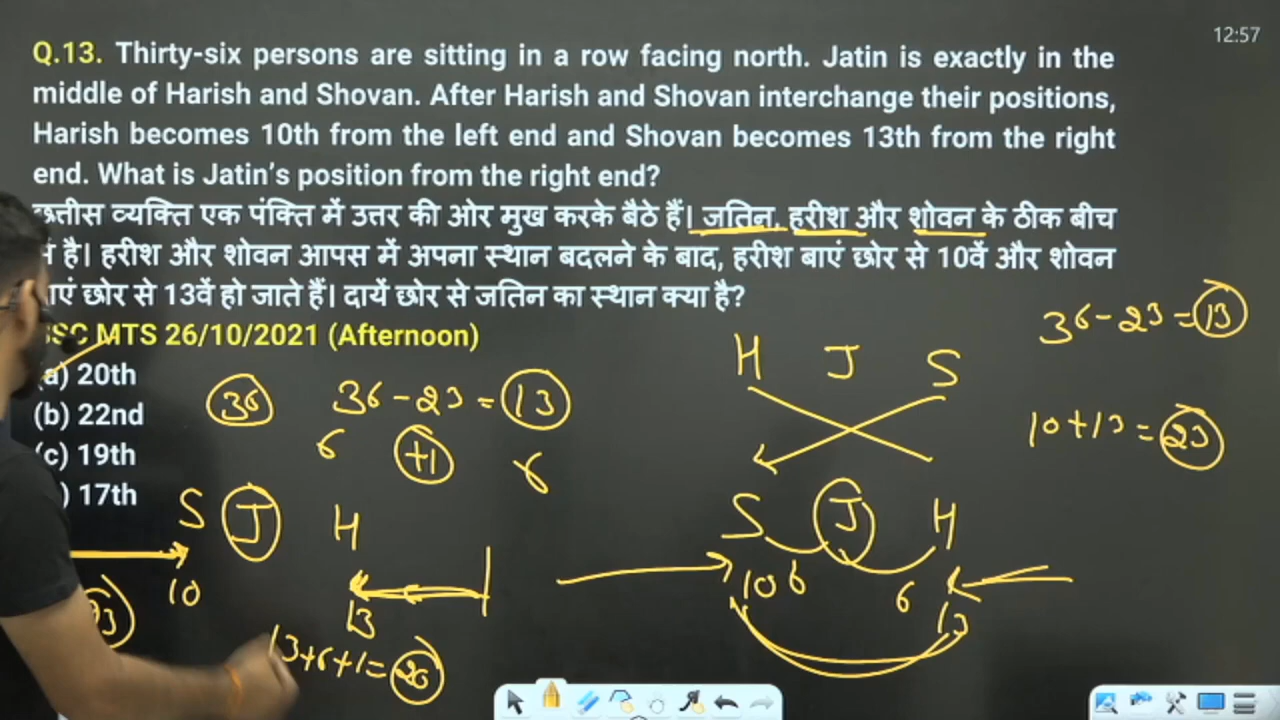 12:57
Q.13. Thirty-six persons are sitting in a row facing north. Jatin is exactly in the
middle of Harish and Shovan. After Harish and Shovan interchange their positions,
Harish becomes 10th from the left end and Shovan becomes 13th from the right
end. What is Jatin's position from the right end?
छत्तीस व्यक्ति एक पंक्ति में उत्तर की ओर मुख करके बैठे हैं। जतिन, हरीश और शोवन के ठीक बीच
है। हरीश और शोवन आपस में अपना स्थान बदलने के बाद, हरीश बाएं छोर से 10वें और शोवन
छोर से 13वें हो जाते हैं। दायें छोर से जतिन का स्थान क्या है?
SSC MTS 26/10/2021 (Afternoon)
(a) 20th
(b) 22nd
(c) 19th
) 17th
36 36-23=13
6 +1 6
S J H
10 13
13+6+1=20
H J S
S J H
10 6 6 13
36-23=13
10+13=23